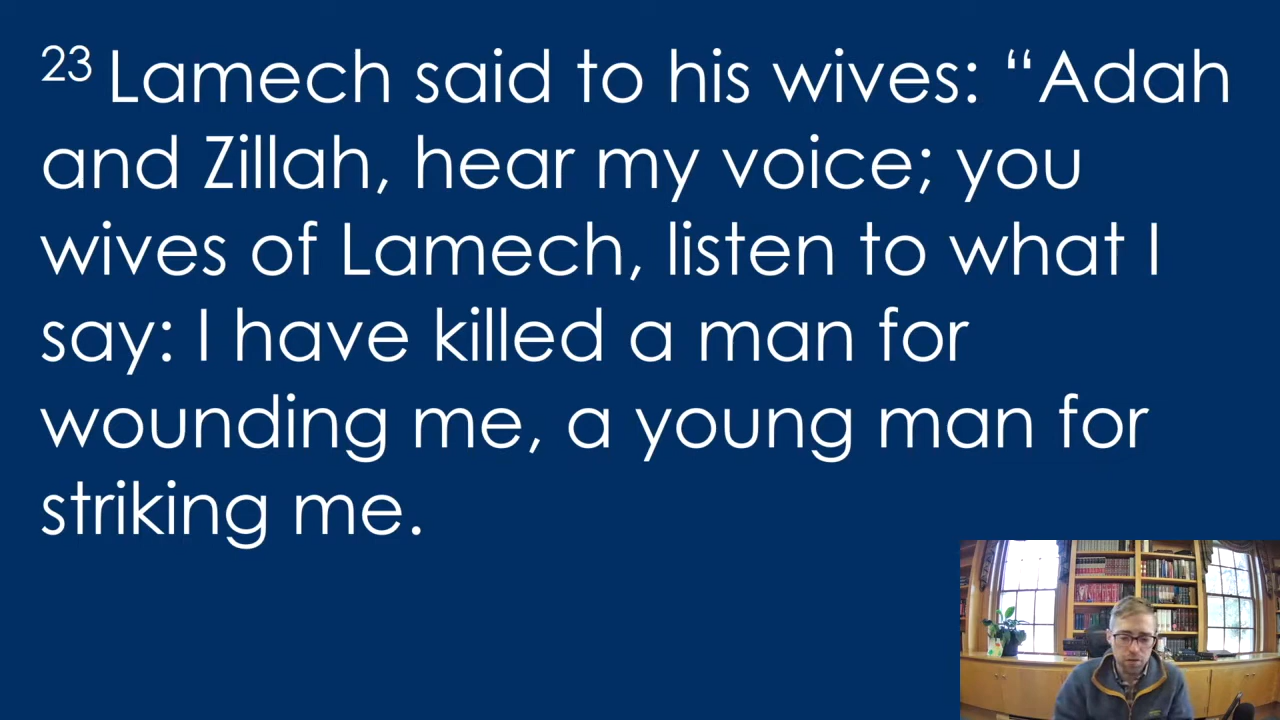 23 Lamech said to his wives: “Adah
and Zillah, hear my voice; you
wives of Lamech, listen to what I
say: I have killed a man for
wounding me, a young man for
striking me.